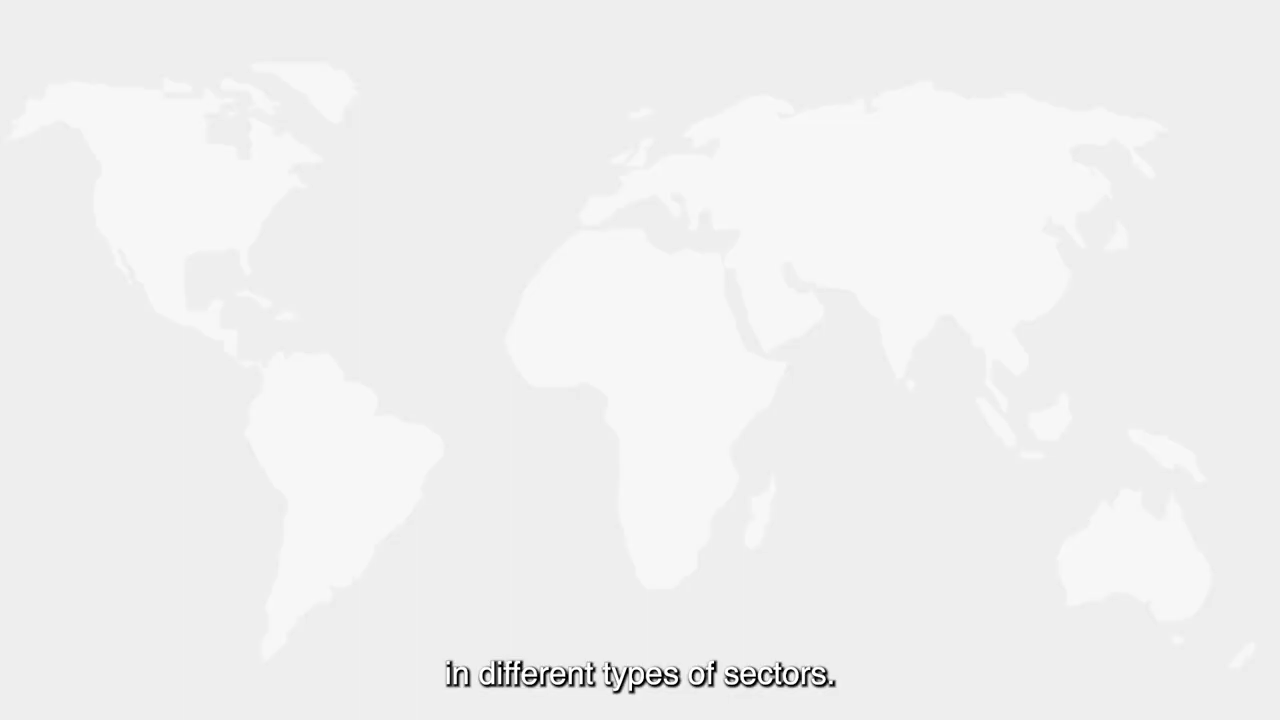 in different types of sectors.